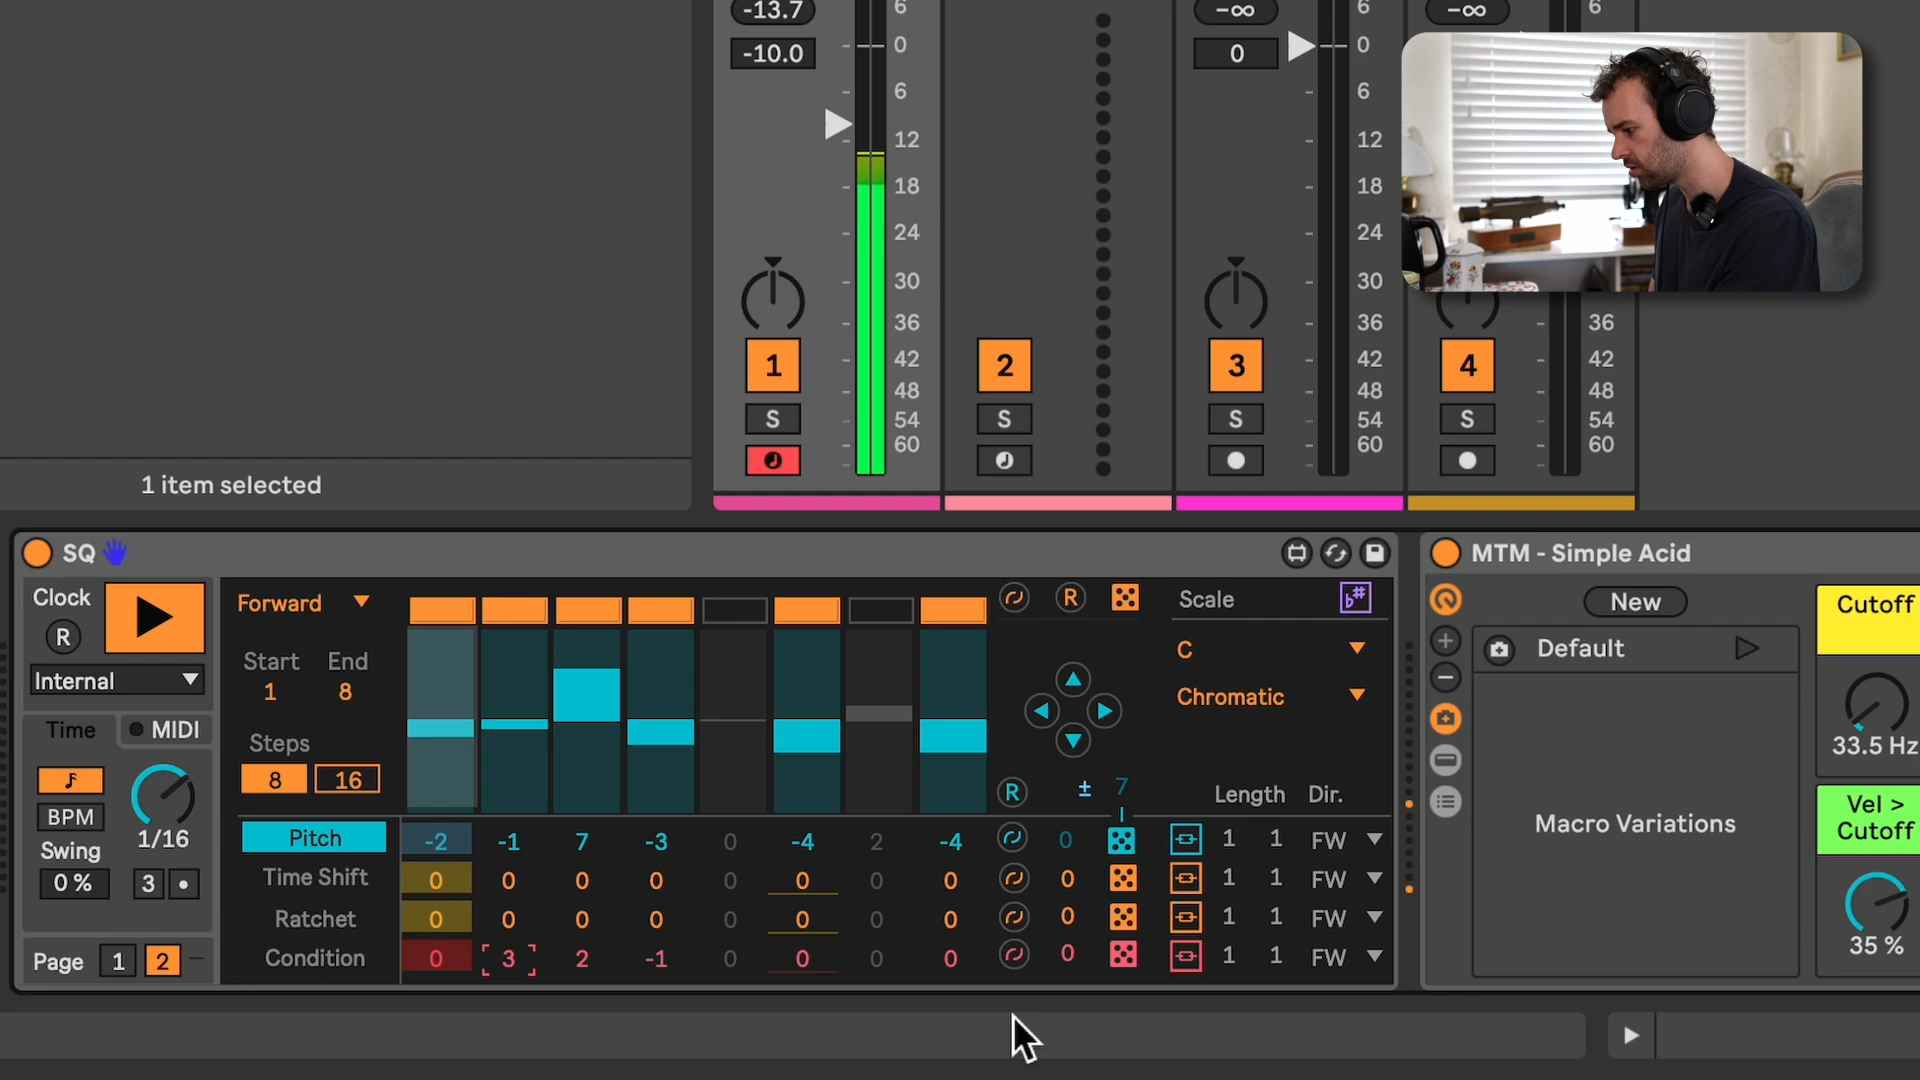 -13.7
-10.0
6
0
6
12
18
24
30
36
42
48
54
60
-∞
0
6
0
6
12
18
24
30
36
42
48
54
60
-∞
6
36
42
48
54
60
1
2
3
4
S
S
S
S
1 item selected
SQ
Clock
R
Internal
Time
MIDI
BPM
1/16
Swing
0 %
3
Page
1
2
Forward
Start
End
1
8
Steps
8
16
R
Scale
b#
C
Chromatic
R
± 7
Length
Dir.
Pitch
-2 -1 7 -3 0 -4 2 -4 0 1 1 FW
Time Shift
0 0 0 0 0 0 0 0 0 1 1 FW
Ratchet
0 0 0 0 0 0 0 0 0 1 1 FW
Condition
0 3 2 -1 0 0 0 0 0 1 1 FW
MTM - Simple Acid
New
Default
Macro Variations
Cutoff
33.5 Hz
Vel >
Cutoff
35 %